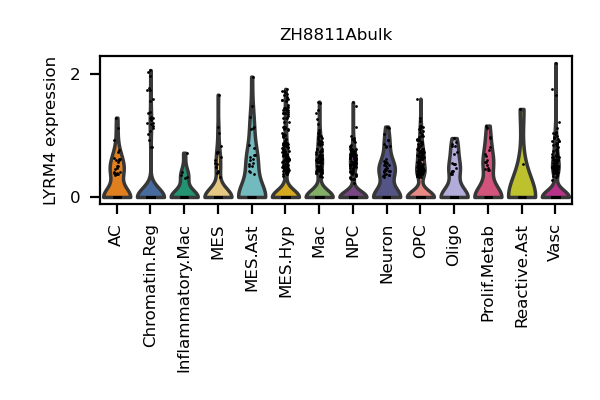 ZH8811Abulk
LYRM4 expression
2
0
AC
Chromatin.Reg
Inflammatory.Mac
MES
MES.Ast
MES.Hyp
Mac
NPC
Neuron
OPC
Oligo
Prolif.Metab
Reactive.Ast
Vasc